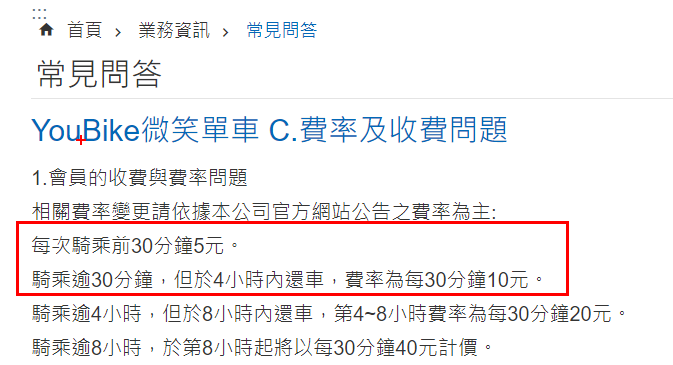 首頁 > 業務資訊 > 常見問答
常見問答
YouBike微笑單車 C.費率及收費問題
1.會員的收費與費率問題
相關費率變更請依據本公司官方網站公告之費率為主:
每次騎乘前30分鐘5元。
騎乘逾30分鐘，但於4小時內還車，費率為每30分鐘10元。
騎乘逾4小時，但於8小時內還車，第4~8小時費率為每30分鐘20元。
騎乘逾8小時，於第8小時起將以每30分鐘40元計價。